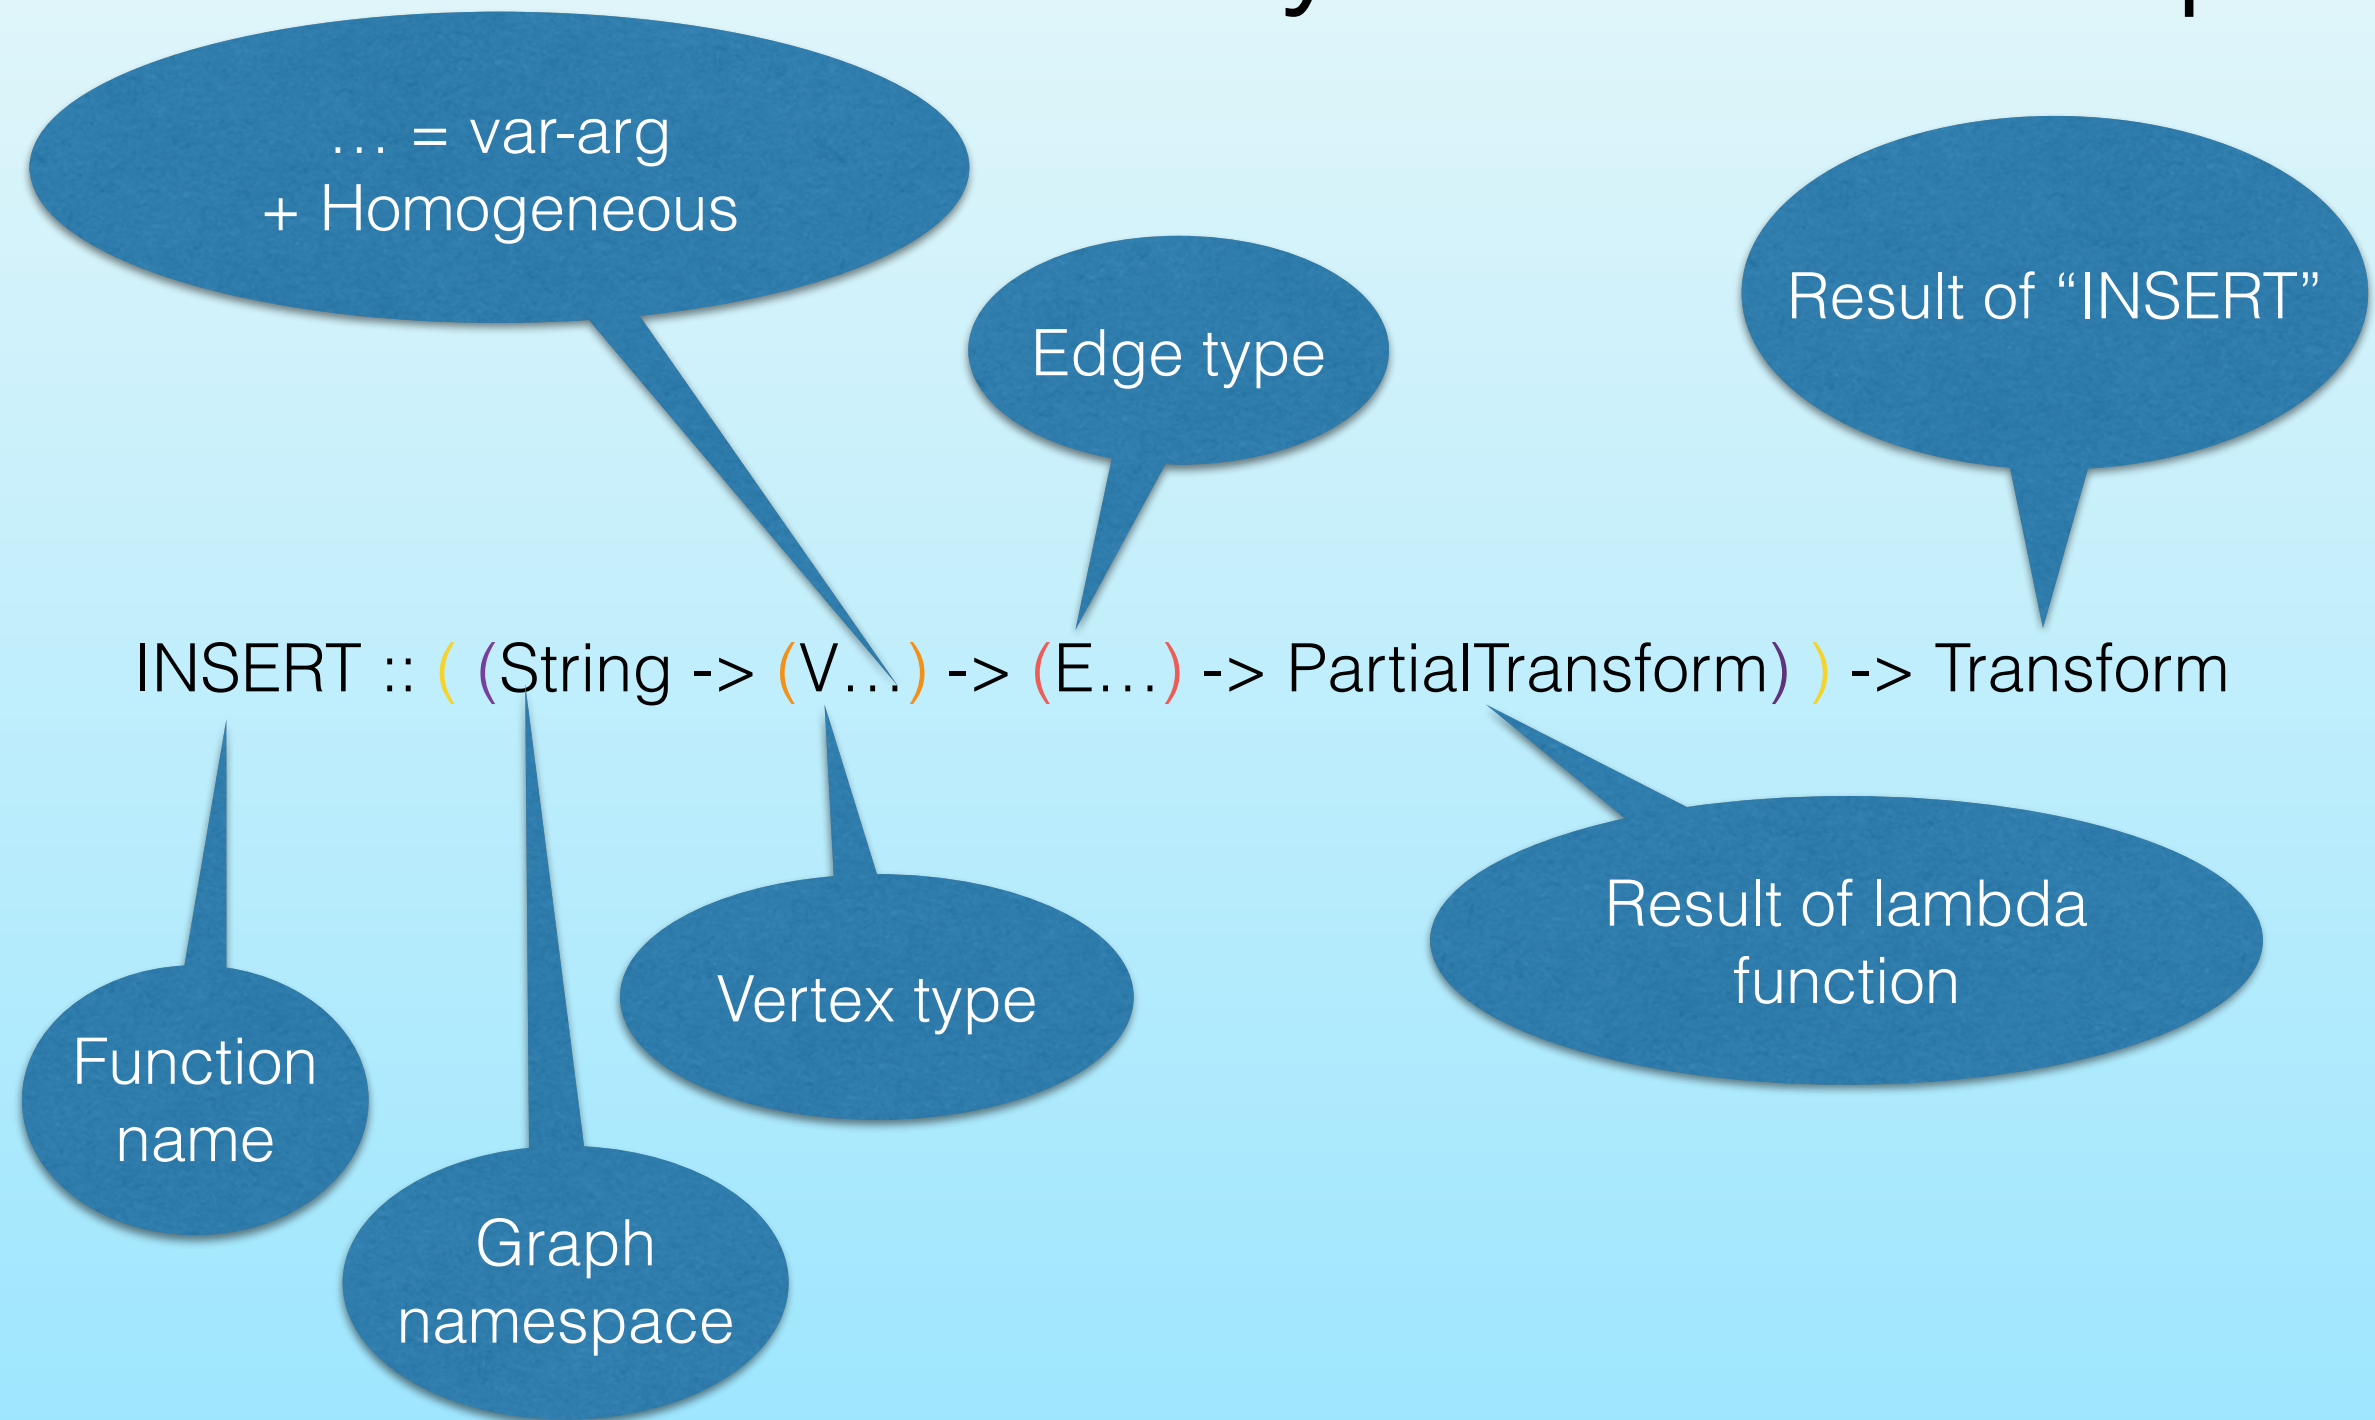 … = var-arg
+ Homogeneous
Edge type
Result of “INSERT”
INSERT :: ( (String -> (V…) -> (E…) -> PartialTransform) ) -> Transform
Function
name
Graph
namespace
Vertex type
Result of lambda
function